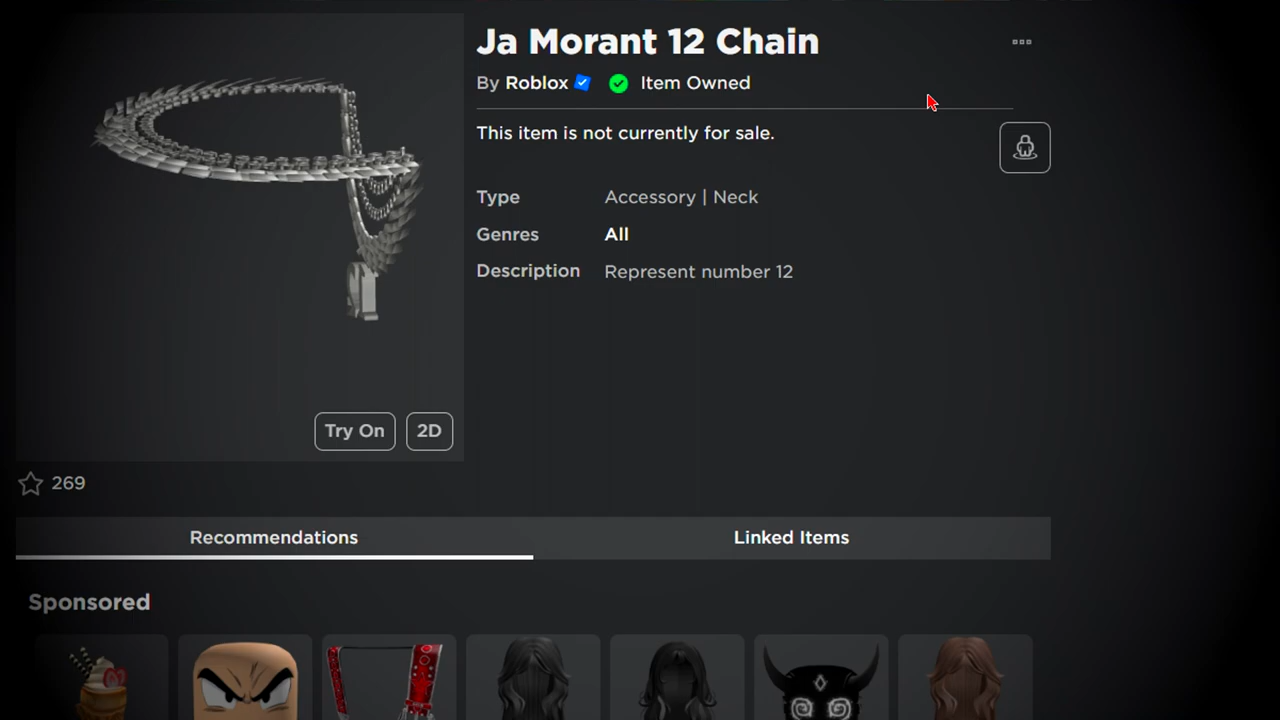 Ja Morant 12 Chain
By Roblox Item Owned
This item is not currently for sale.
Type Accessory | Neck
Genres All
Description Represent number 12
Try On 2D
269
Recommendations Linked Items
Sponsored